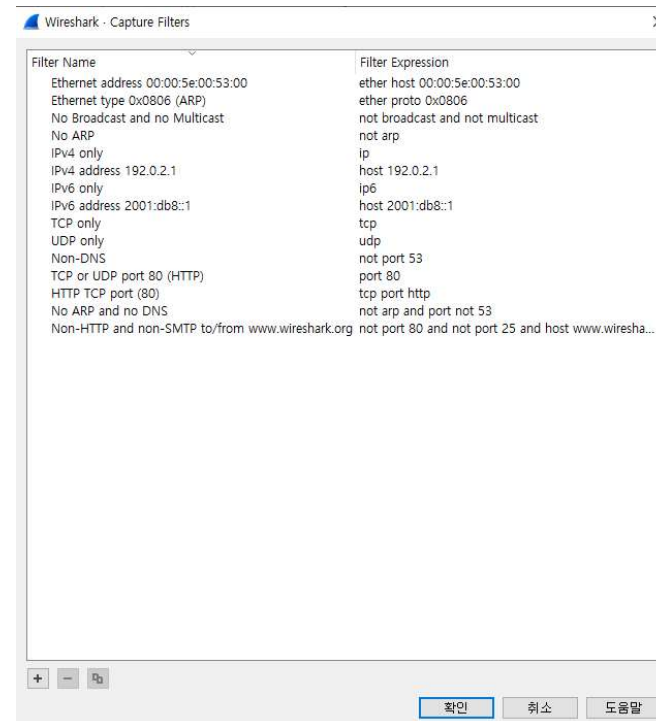 Wireshark · Capture Filters
Filter Name Filter Expression
Ethernet address 00:00:5e:00:53:00 ether host 00:00:5e:00:53:00
Ethernet type 0x0806 (ARP) ether proto 0x0806
No Broadcast and no Multicast not broadcast and not multicast
No ARP not arp
IPv4 only ip
IPv4 address 192.0.2.1 host 192.0.2.1
IPv6 only ip6
IPv6 address 2001:db8::1 host 2001:db8::1
TCP only tcp
UDP only udp
Non-DNS not port 53
TCP or UDP port 80 (HTTP) port 80
HTTP TCP port (80) tcp port http
No ARP and no DNS not arp and port not 53
Non-HTTP and non-SMTP to/from www.wireshark.org not port 80 and not port 25 and host www.wiresha...
확인 취소 도움말